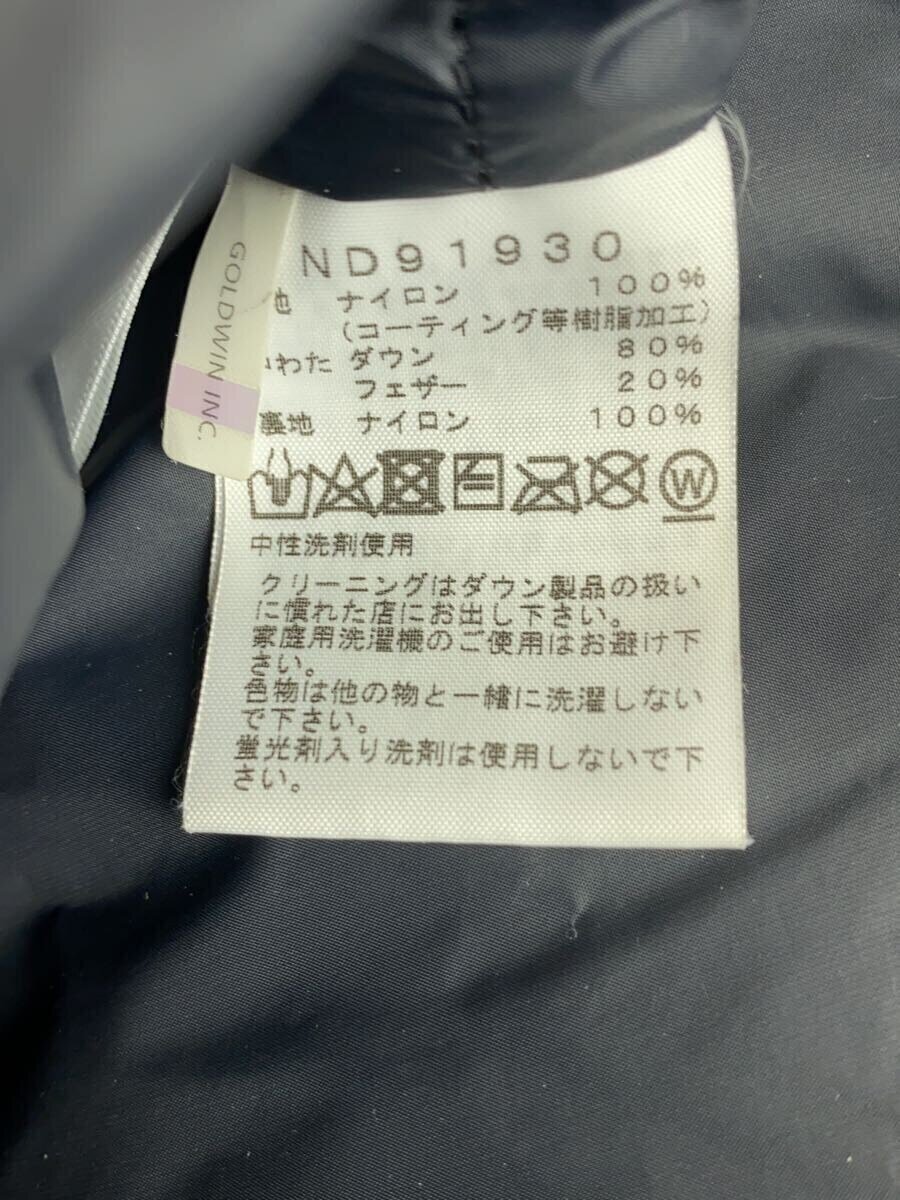 GOLDWIN INC.
ND91930
地 ナイロン 100%
(コーティング等樹脂加工)
わた ダウン 80%
フェザー 20%
裏地 ナイロン 100%
W
中性洗剤使用
クリーニングはダウン製品の扱い
に慣れた店にお出し下さい。
家庭用洗濯機のご使用はお避け下
さい。
色物は他の物と一緒に洗濯しない
で下さい。
蛍光剤入り洗剤は使用しないで下
さい。